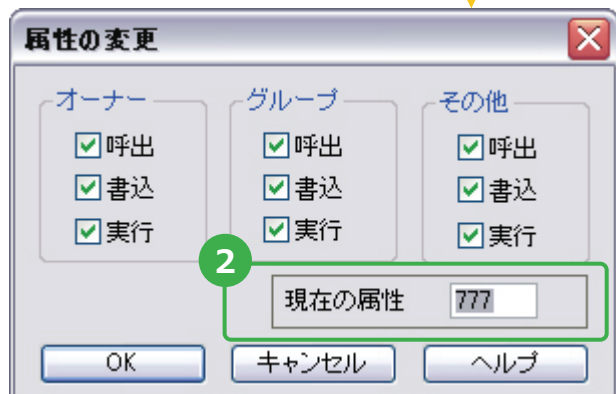 属性の変更
オーナー グループ その他
呼出 呼出 呼出
書込 書込 書込
実行 実行 実行
2
現在の属性 777
OK キャンセル ヘルプ